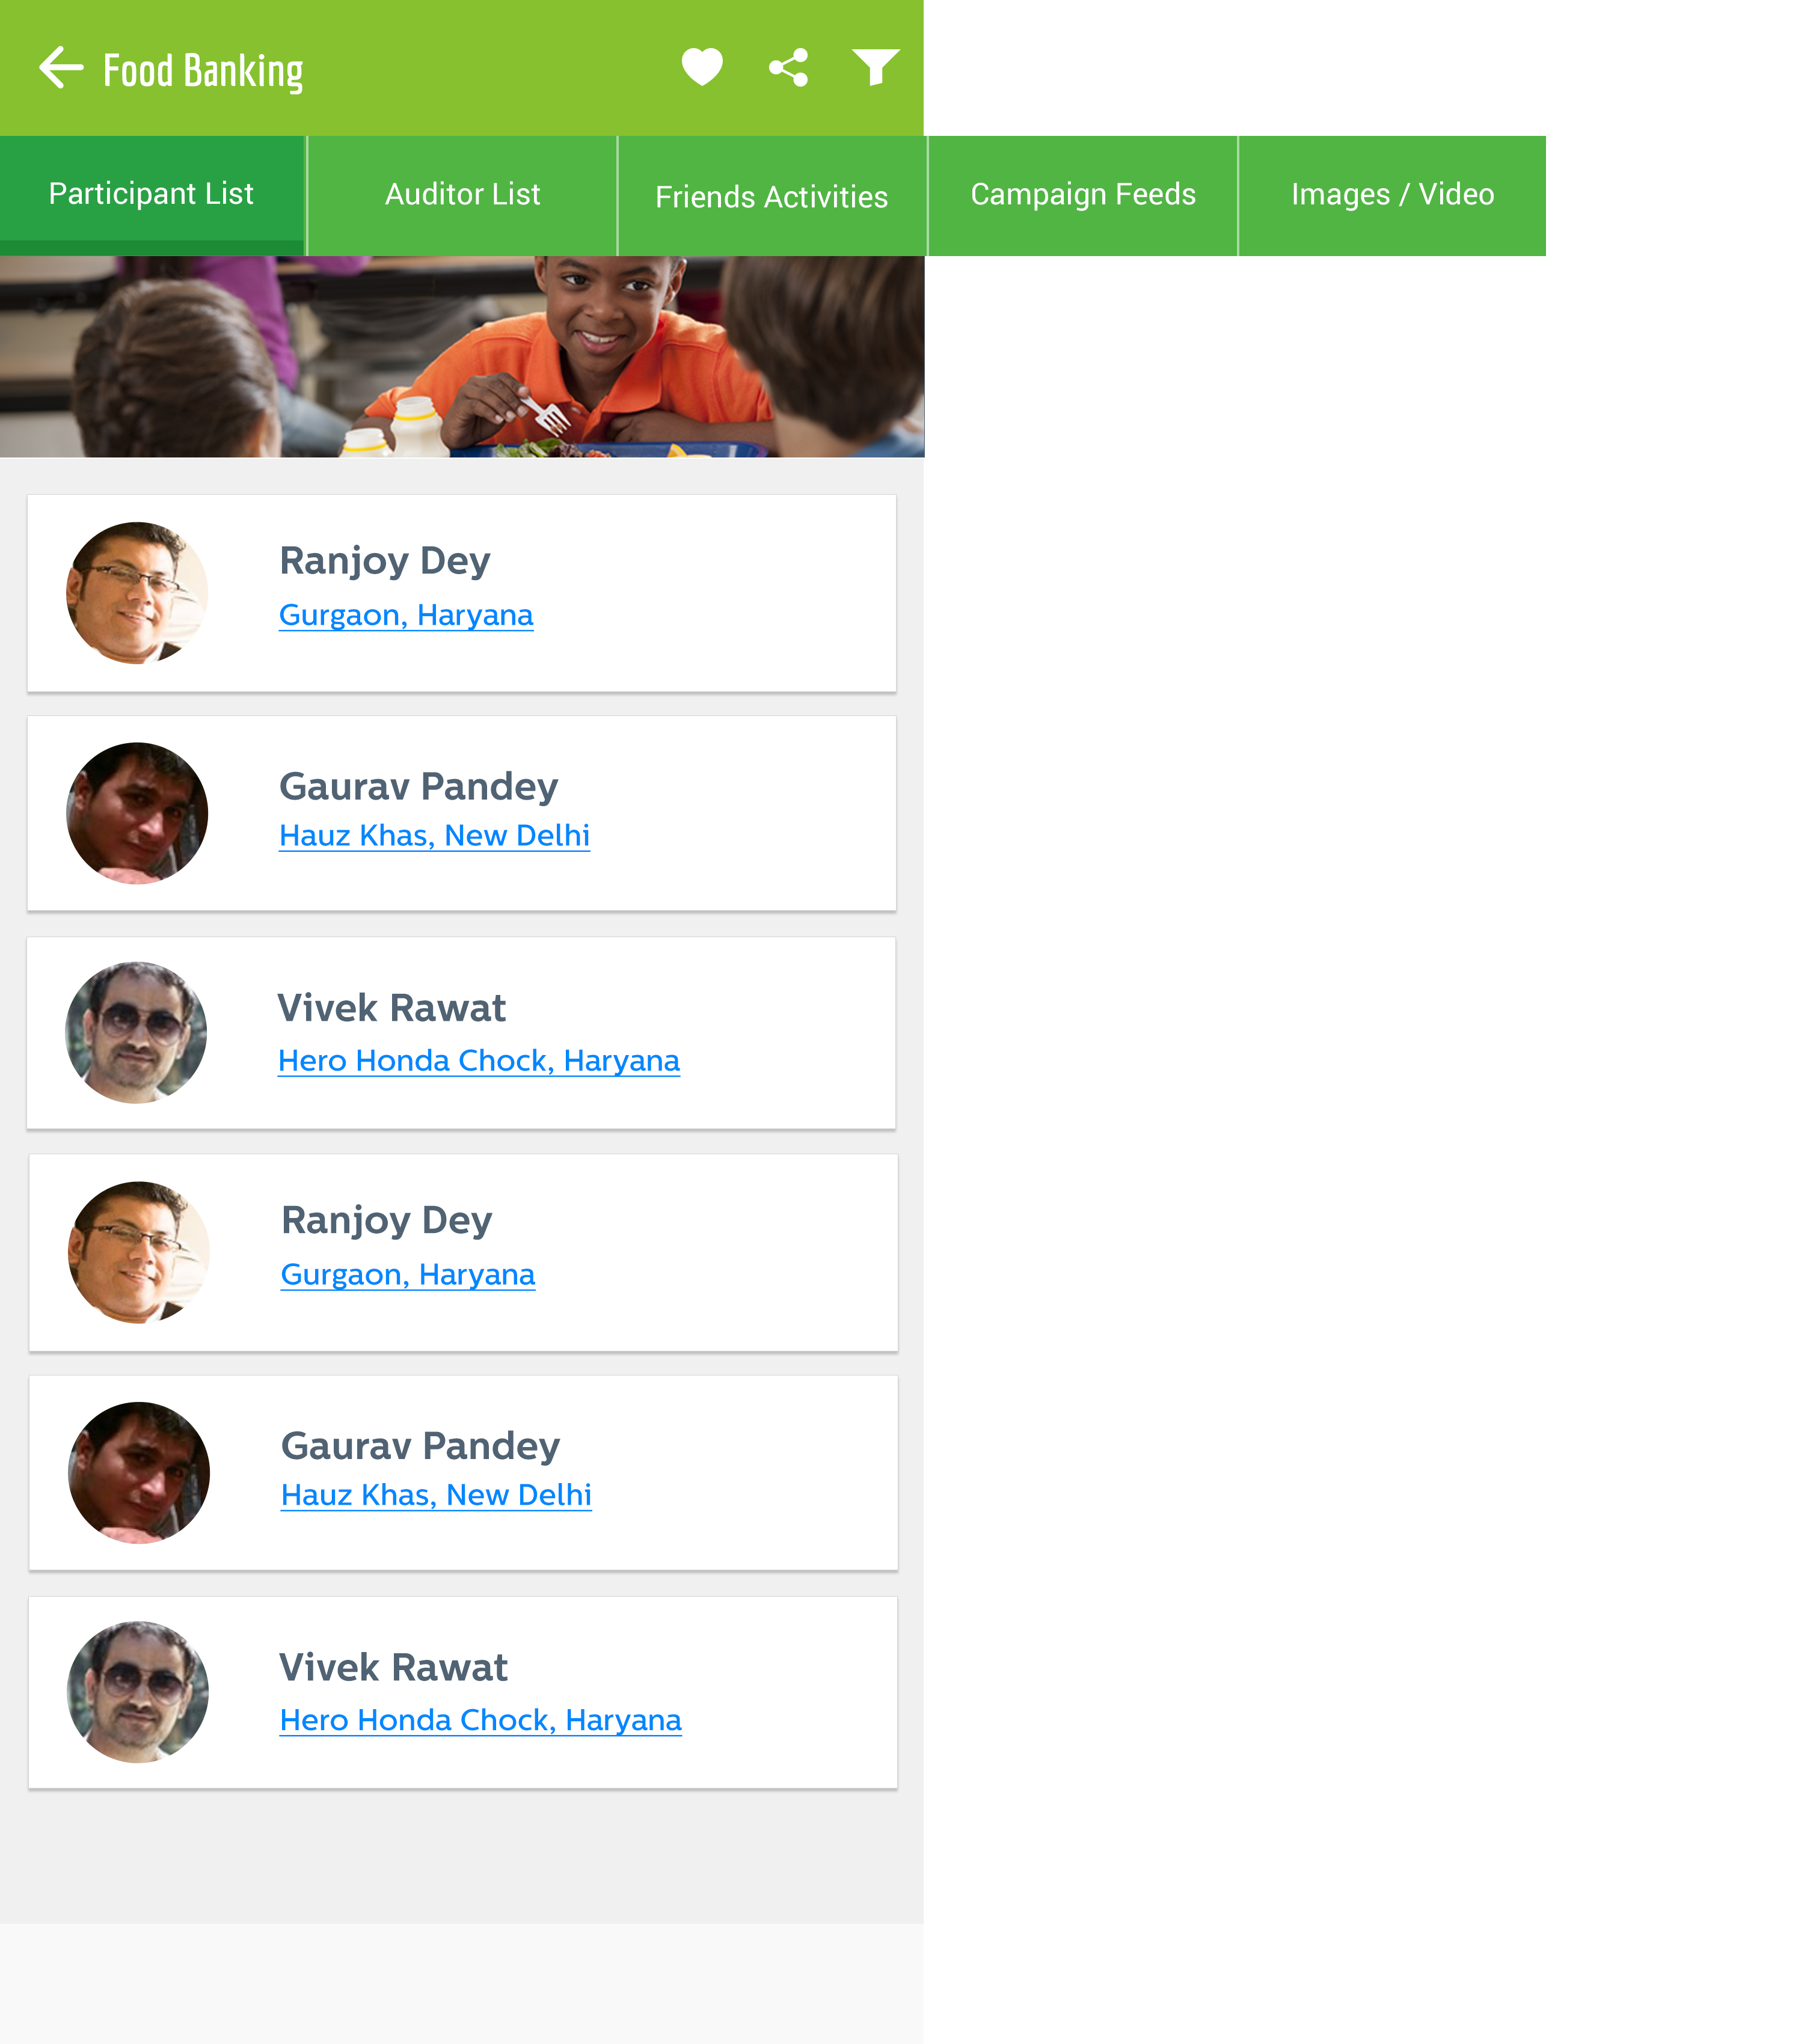 Food Banking
Participant List
Auditor List
Friends Activities
Campaign Feeds
Images / Video
Ranjoy Dey
Gurgaon, Haryana
Gaurav Pandey
Hauz Khas, New Delhi
Vivek Rawat
Hero Honda Chock, Haryana
Ranjoy Dey
Gurgaon, Haryana
Gaurav Pandey
Hauz Khas, New Delhi
Vivek Rawat
Hero Honda Chock, Haryana